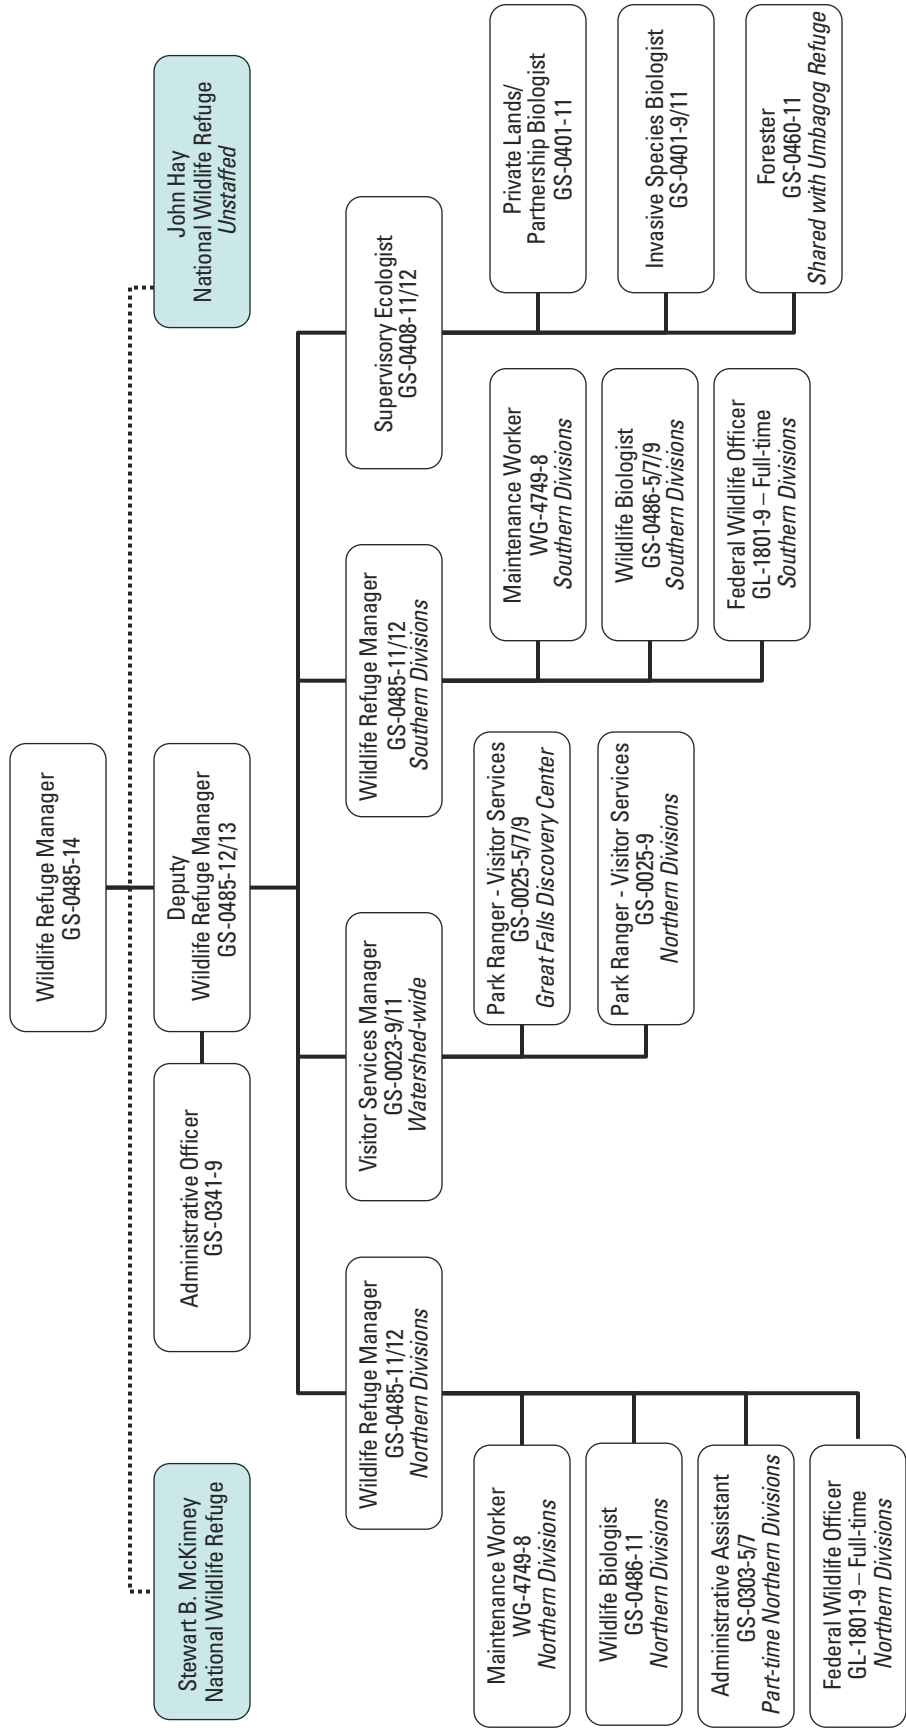 Wildlife Refuge Manager
GS-0485-14
Stewart B. McKinney
National Wildlife Refuge
Administrative Officer
GS-0341-9
Deputy
Wildlife Refuge Manager
GS-0485-12/13
John Hay
National Wildlife Refuge
Unstaffed
Wildlife Refuge Manager
GS-0485-11/12
Northern Divisions
Visitor Services Manager
GS-0023-9/11
Watershed-wide
Wildlife Refuge Manager
GS-0485-11/12
Southern Divisions
Supervisory Ecologist
GS-0408-11/12
Maintenance Worker
WG-4749-8
Northern Divisions
Wildlife Biologist
GS-0486-11
Northern Divisions
Administrative Assistant
GS-0303-5/7
Part-time Northern Divisions
Federal Wildlife Officer
GL-1801-9 – Full-time
Northern Divisions
Park Ranger - Visitor Services
GS-0025-5/7/9
Great Falls Discovery Center
Park Ranger - Visitor Services
GS-0025-9
Northern Divisions
Maintenance Worker
WG-4749-8
Southern Divisions
Wildlife Biologist
GS-0486-5/7/9
Southern Divisions
Federal Wildlife Officer
GL-1801-9 – Full-time
Southern Divisions
Private Lands/
Partnership Biologist
GS-0401-11
Invasive Species Biologist
GS-0401-9/11
Forester
GS-0460-11
Shared with Umbagog Refuge